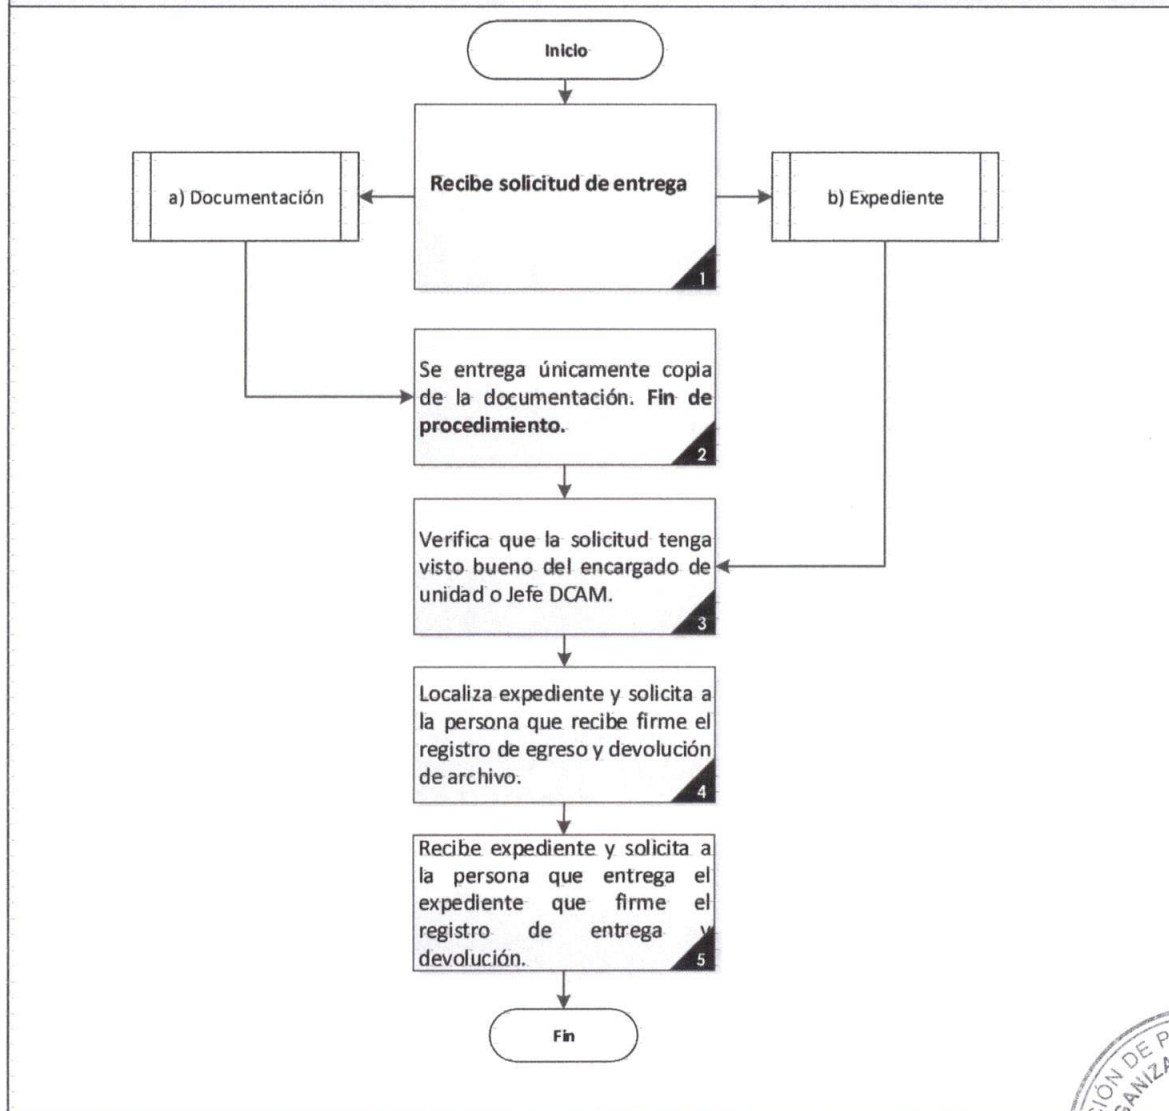 Inicio
Recibe solicitud de entrega
1
a) Documentación
b) Expediente
Se entrega únicamente copia
de la documentación. Fin de
procedimiento.
2
Verifica que la solicitud tenga
visto bueno del encargado de
unidad o Jefe DCAM.
3
Localiza expediente y solicita a
la persona que recibe firme el
registro de egreso y devolución
de archivo.
4
Recibe expediente y solicita a
la persona que entrega el
expediente que firme el
registro de entrega y
devolución.
5
Fin